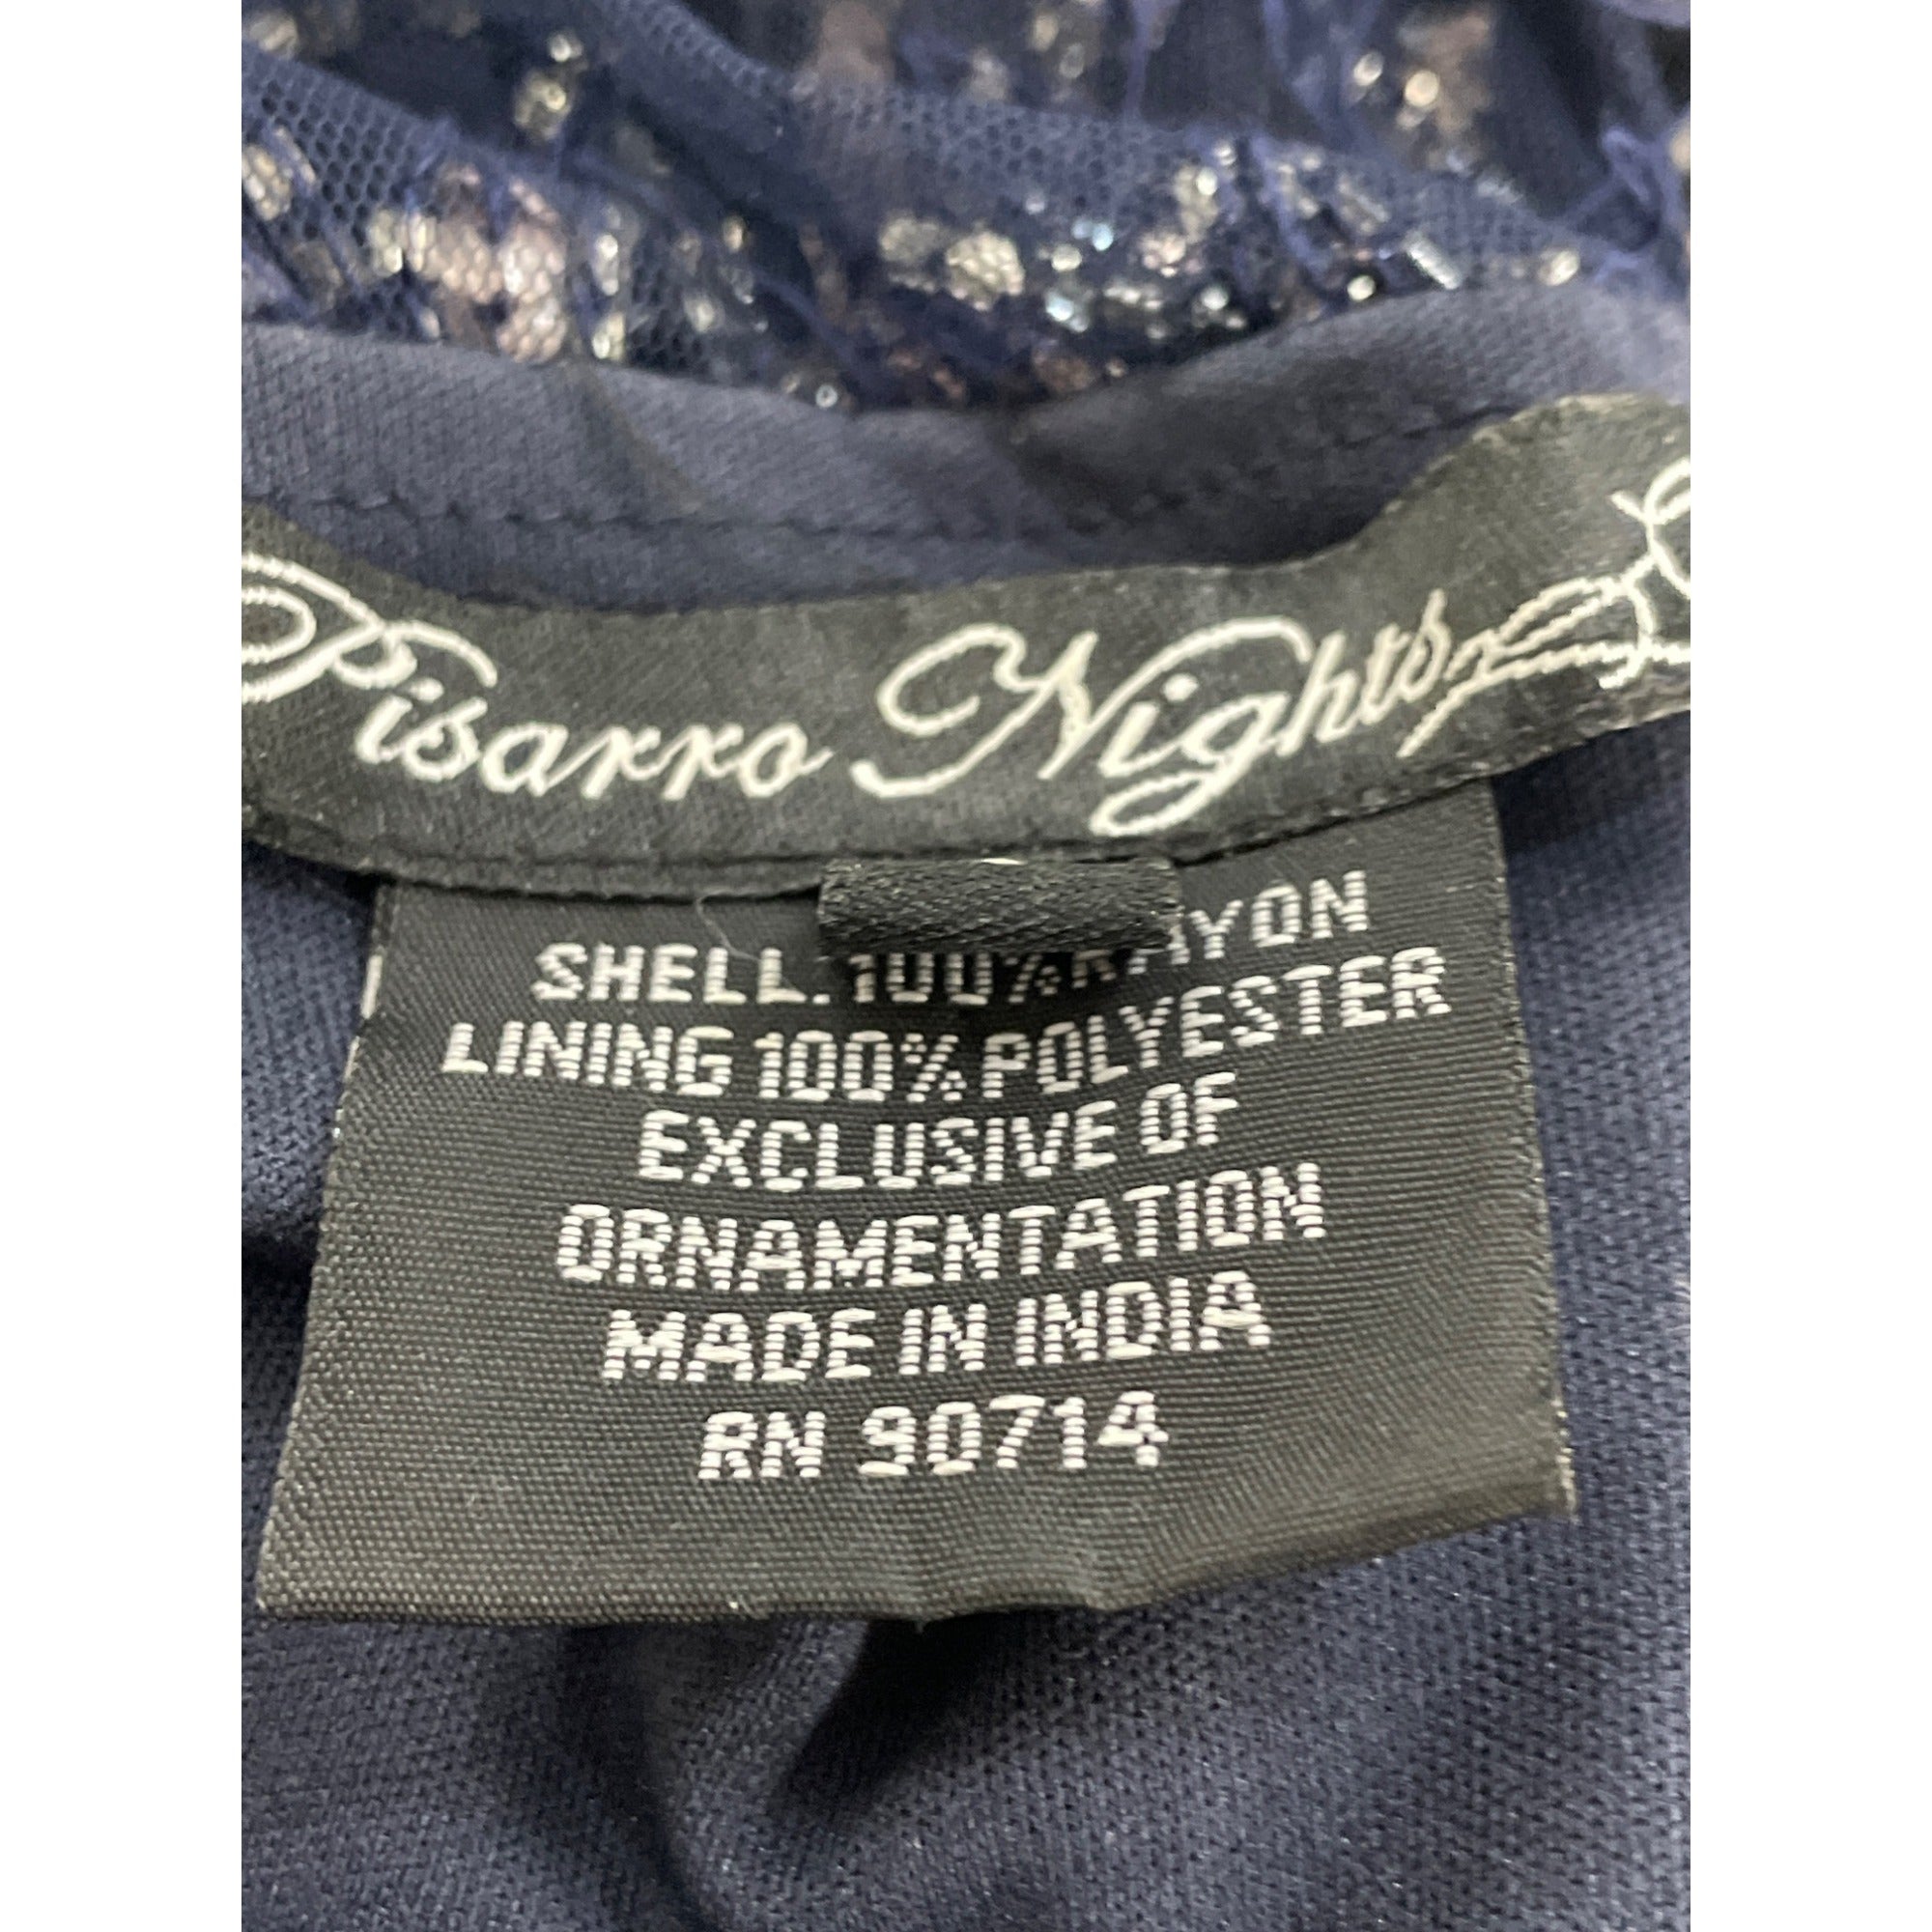 Pisarro Nights
SHELL. 100% RAYON
LINING 100% POLYESTER
EXCLUSIVE OF
ORNAMENTATION
MADE IN INDIA
RN 90714